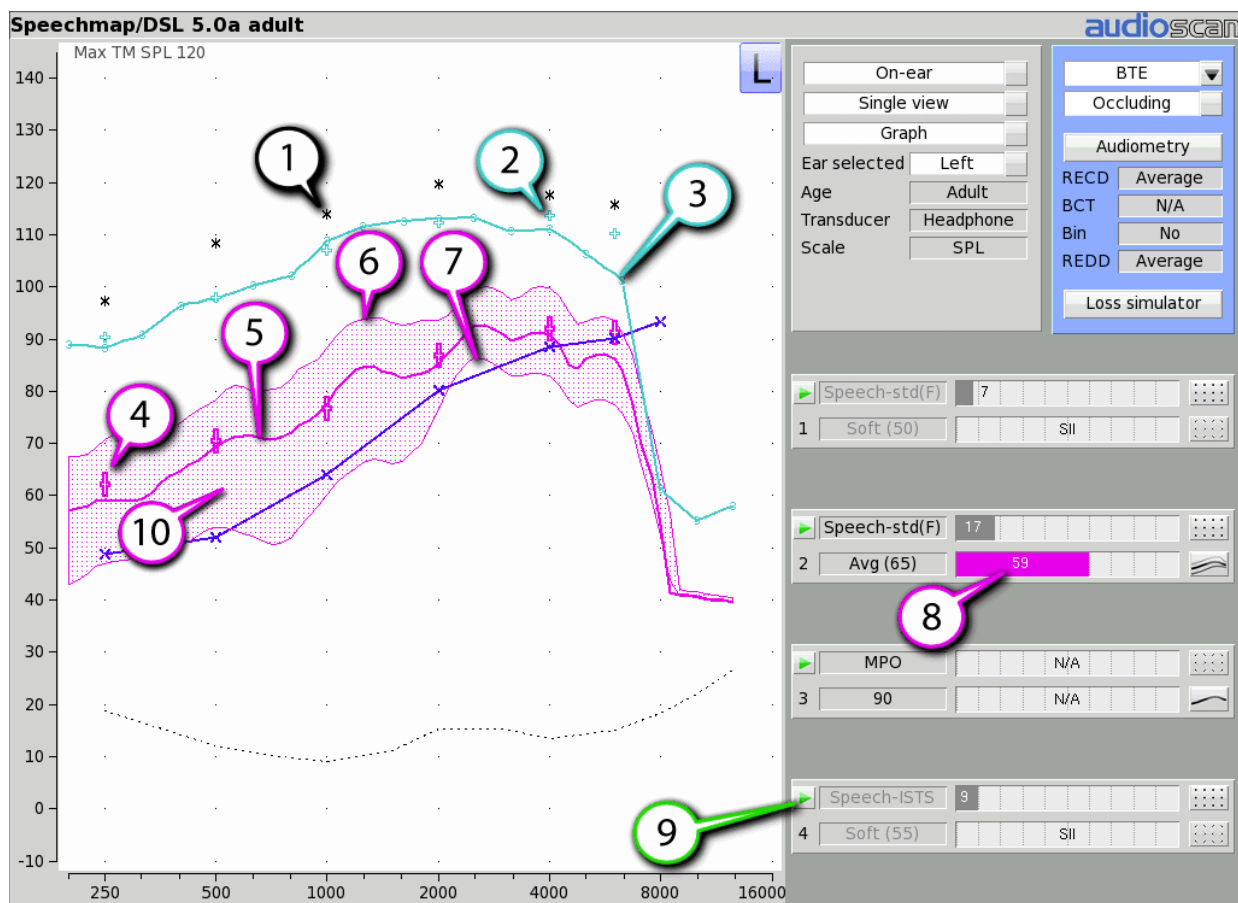 Speechmap/DSL 5.0a adult
audioscan
Max TM SPL 120
L
140
130
120
110
100
90
80
70
60
50
40
30
20
10
0
-10
250 500 1000 2000 4000 8000 16000
1
2
3
4
5
6
7
8
9
10
On-ear
Single view
Graph
Ear selected Left
Age Adult
Transducer Headphone
Scale SPL
BTE
Occluding
Audiometry
RECD Average
BCT N/A
Bin No
REDD Average
Loss simulator
Speech-std(F) 7
1 Soft (50) SII
Speech-std(F) 17
2 Avg (65) 59
MPO N/A
3 90 N/A
Speech-ISTS 9
4 Soft (55) SII